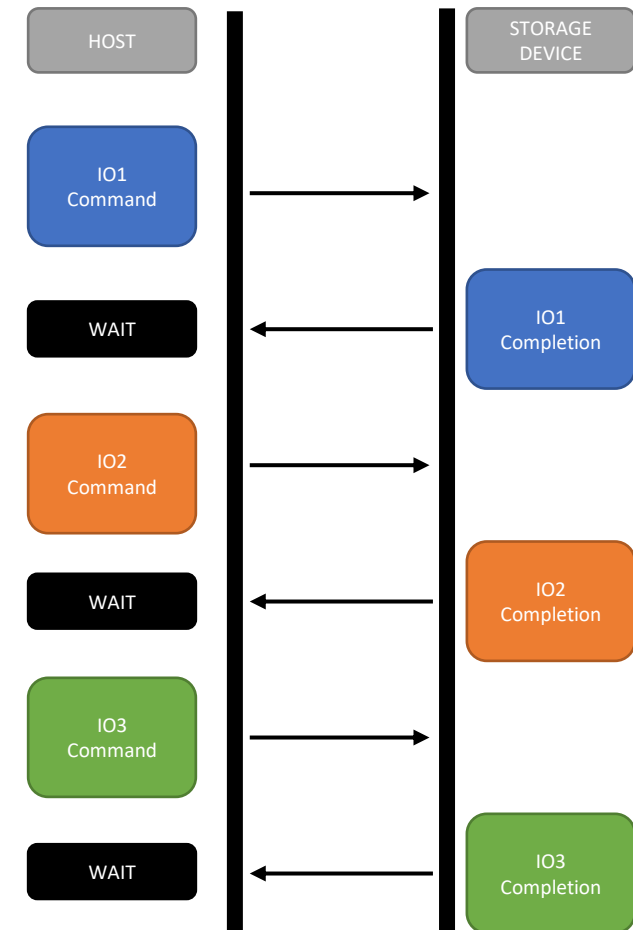 HOST
STORAGE
DEVICE
IO1
Command
WAIT
IO1
Completion
IO2
Command
WAIT
IO2
Completion
IO3
Command
WAIT
IO3
Completion